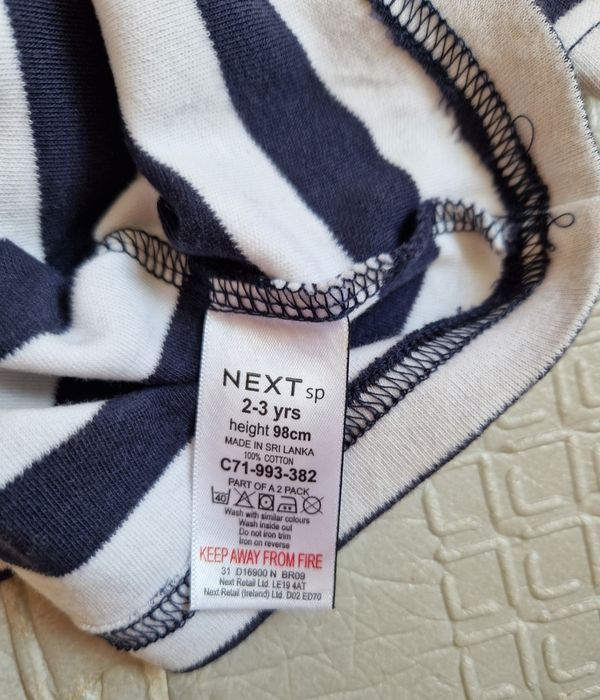 NEXT sp
2-3 yrs
height 98cm
MADE IN SRI LANKA
100% COTTON
C71-993-382
PART OF A 2 PACK
40
Wash with similar colours
Wash inside out
Do not iron trim
Iron on reverse
KEEP AWAY FROM FIRE
31 D16900 N BR09
Next Retail Ltd. LE19 4AT
Next Retail (Ireland) Ltd. D02 ED70